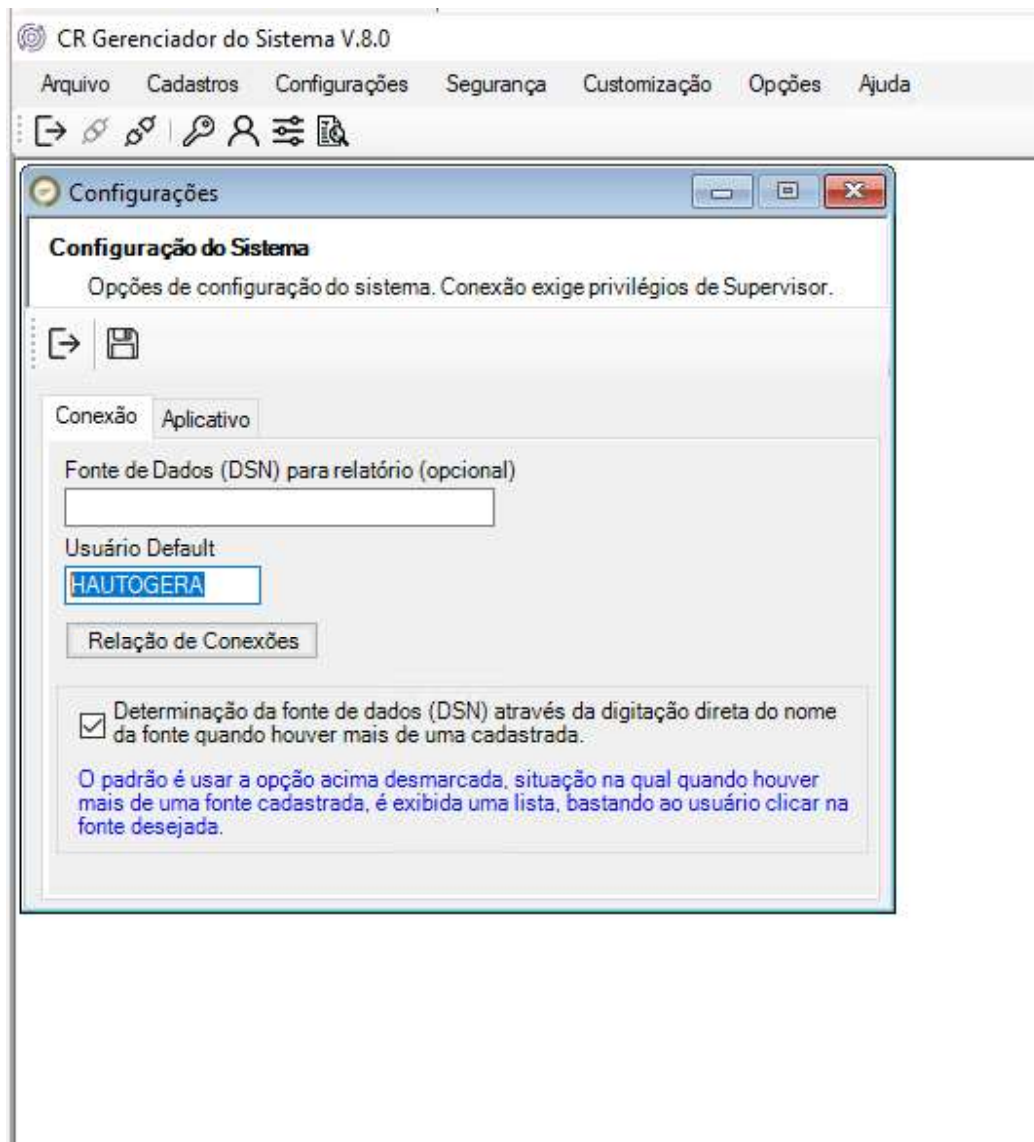 CR Gerenciador do Sistema V.8.0
Arquivo Cadastros Configurações Segurança Customização Opções Ajuda
Configurações
Configuração do Sistema
Opções de configuração do sistema. Conexão exige privilégios de Supervisor.
Conexão Aplicativo
Fonte de Dados (DSN) para relatório (opcional)
Usuário Default
HAUTOGERA
Relação de Conexões
Determinação da fonte de dados (DSN) através da digitação direta do nome
da fonte quando houver mais de uma cadastrada.
O padrão é usar a opção acima desmarcada, situação na qual quando houver
mais de uma fonte cadastrada, é exibida uma lista, bastando ao usuário clicar na
fonte desejada.